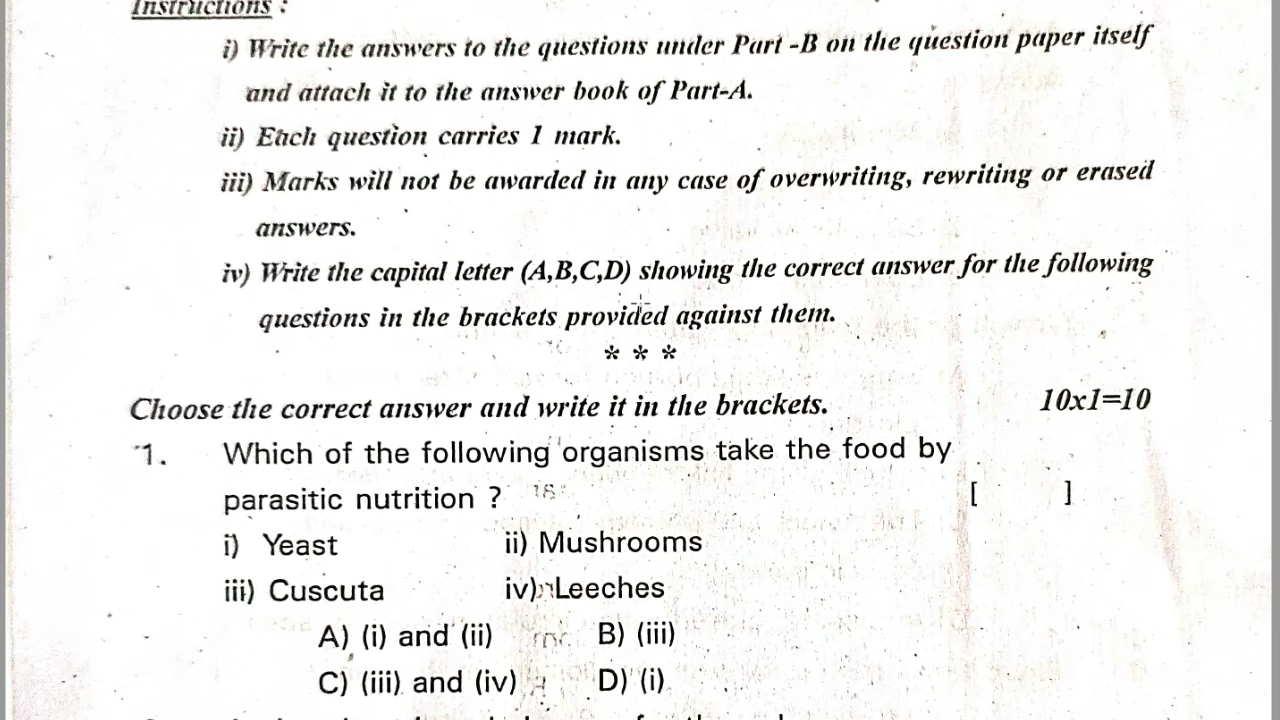 Instructions :
i) Write the answers to the questions under Part -B on the question paper itself
and attach it to the answer book of Part-A.
ii) Each question carries 1 mark.
iii) Marks will not be awarded in any case of overwriting, rewriting or erased
answers.
iv) Write the capital letter (A,B,C,D) showing the correct answer for the following
questions in the brackets provided against them.
* * *
Choose the correct answer and write it in the brackets. 10x1=10
1. Which of the following organisms take the food by
parasitic nutrition ? [ ]
i) Yeast ii) Mushrooms
iii) Cuscuta iv) Leeches
A) (i) and (ii) B) (iii)
C) (iii) and (iv) D) (i)